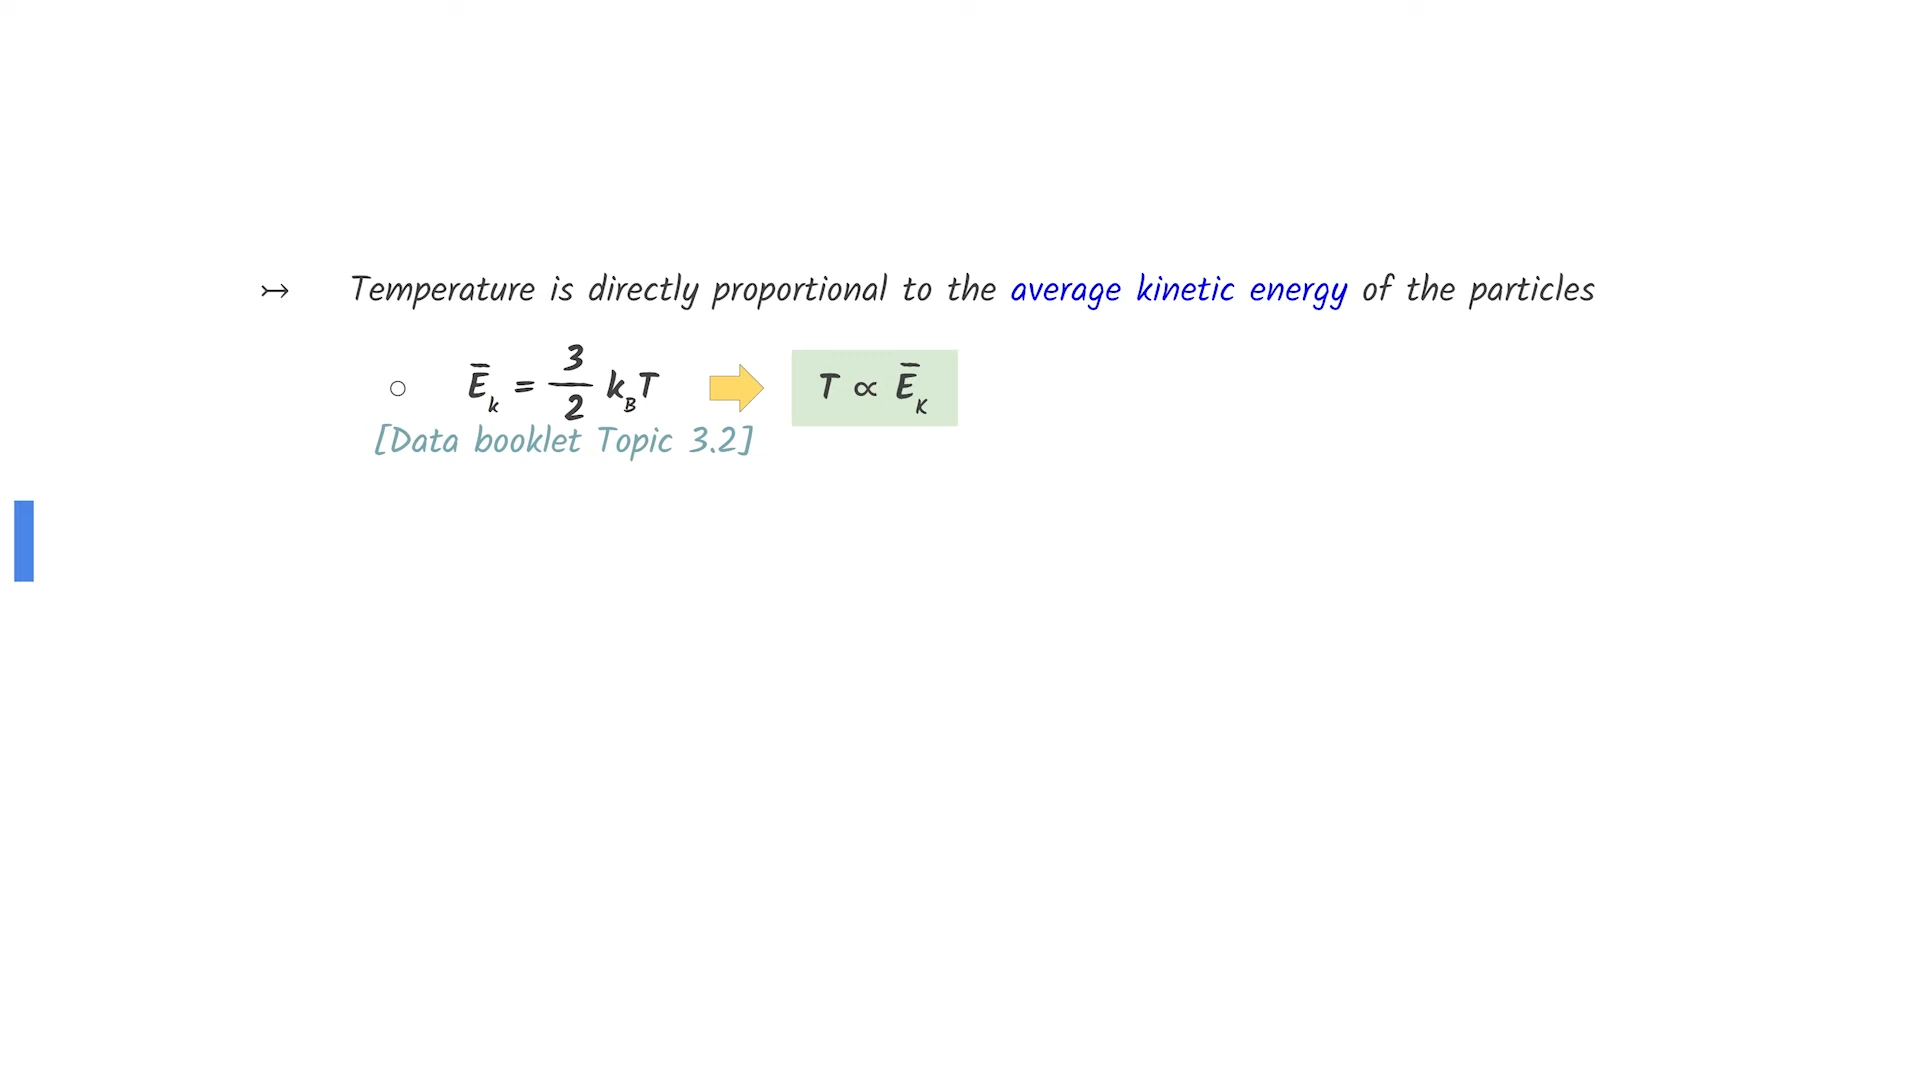 ↣ Temperature is directly proportional to the average kinetic energy of the particles
○ Ēₖ = 3/2 k_B T ➡ T ∝ Ē_K
[Data booklet Topic 3.2]